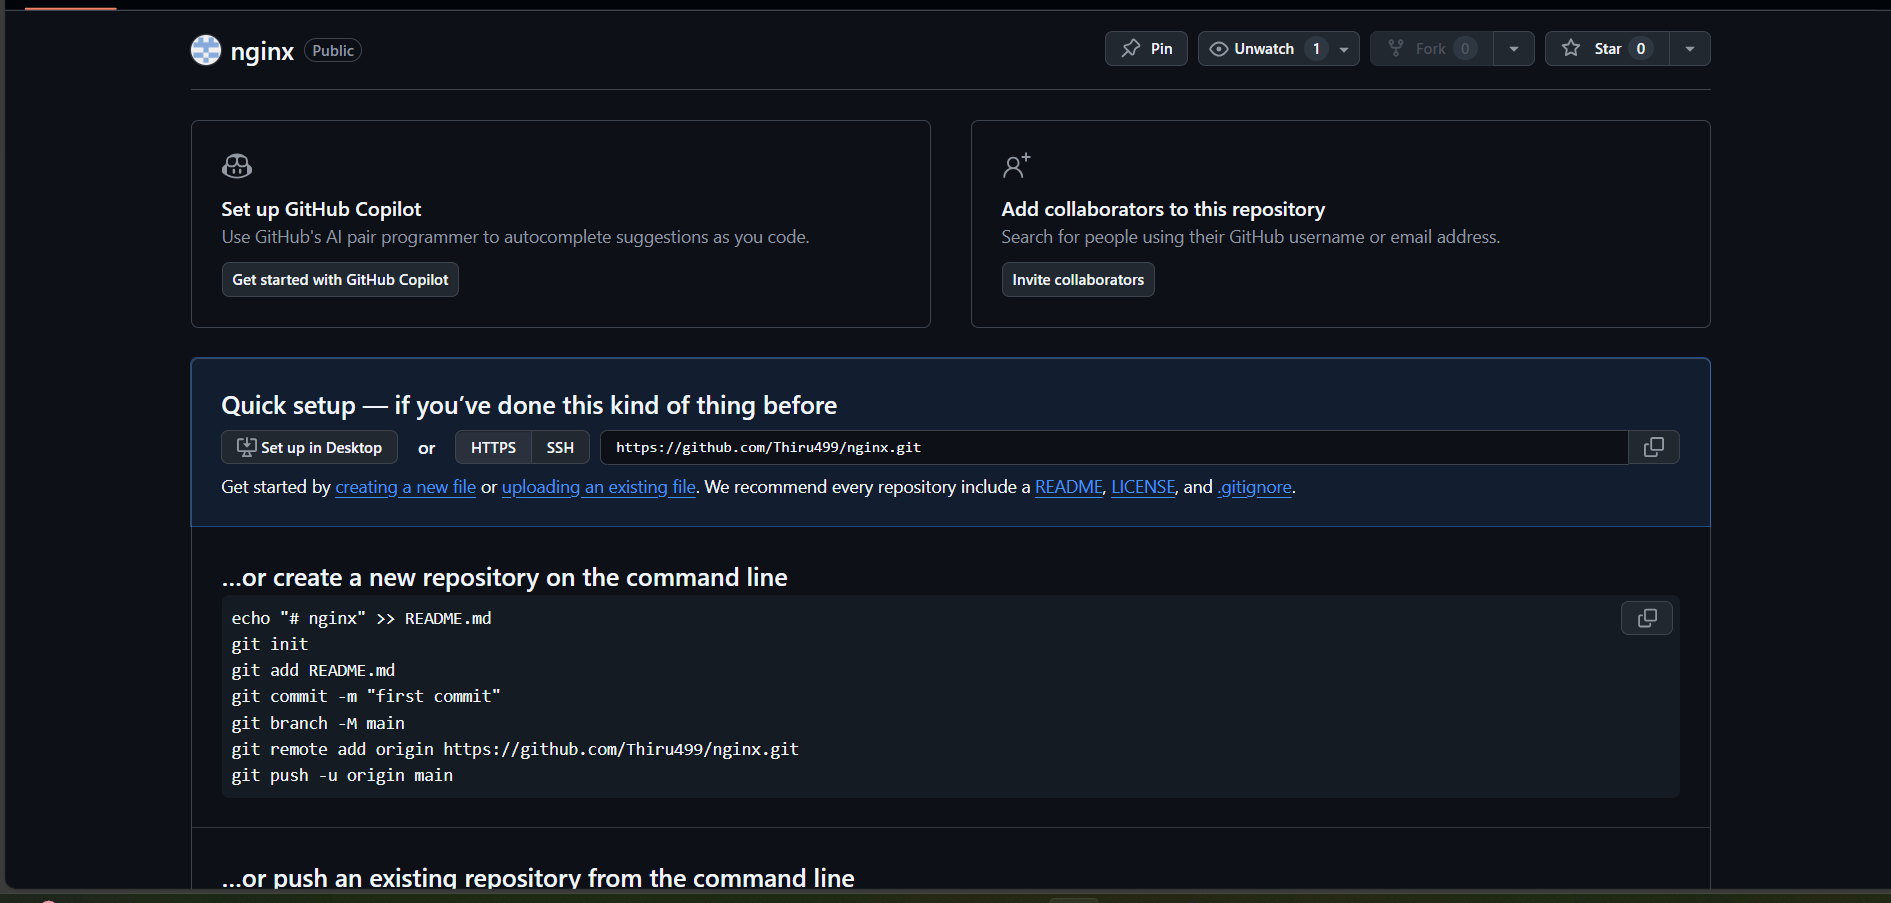 nginx Public
Pin
Unwatch 1
Fork 0
Star 0
Set up GitHub Copilot
Use GitHub's AI pair programmer to autocomplete suggestions as you code.
Get started with GitHub Copilot
Add collaborators to this repository
Search for people using their GitHub username or email address.
Invite collaborators
Quick setup — if you’ve done this kind of thing before
Set up in Desktop or HTTPS SSH https://github.com/Thiru499/nginx.git
Get started by creating a new file or uploading an existing file. We recommend every repository include a README, LICENSE, and .gitignore.
…or create a new repository on the command line
echo "# nginx" >> README.md
git init
git add README.md
git commit -m "first commit"
git branch -M main
git remote add origin https://github.com/Thiru499/nginx.git
git push -u origin main
…or push an existing repository from the command line